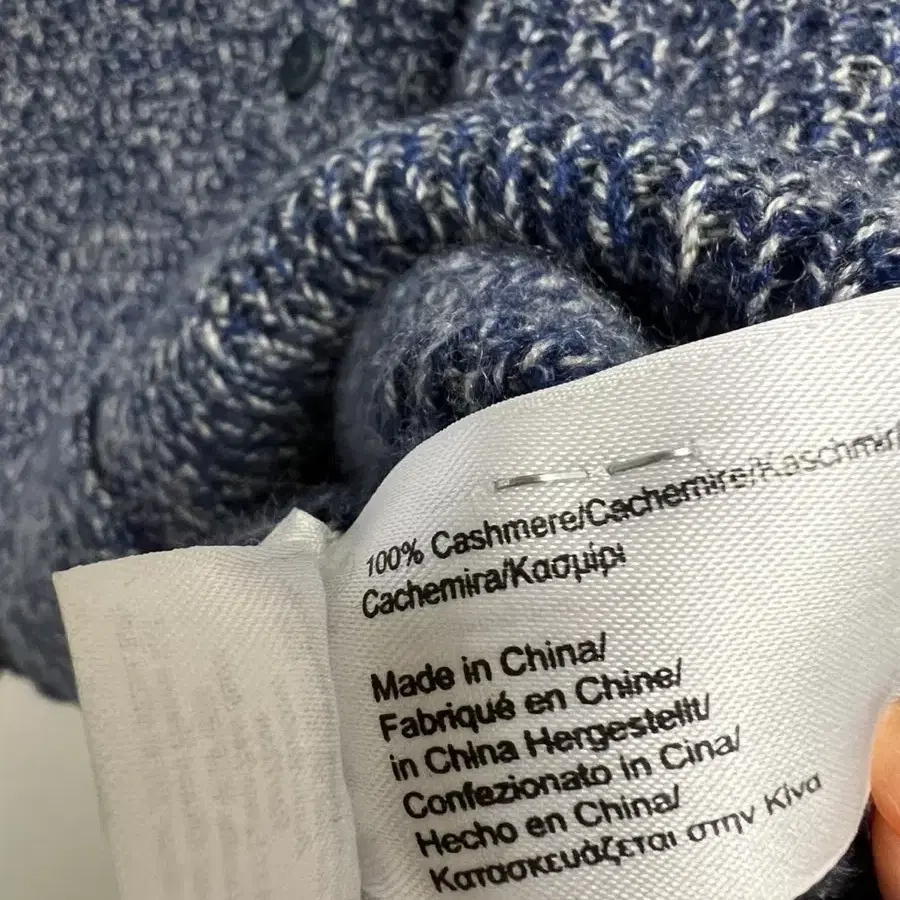 100% Cashmere/Cachemire/Kaschmir
Cachemira/Κασμίρι
Made in China/
Fabriqué en Chine/
in China Hergestellt/
Confezionato in Cina/
Hecho en China/
Κατασκευάζεται στην Κίνα